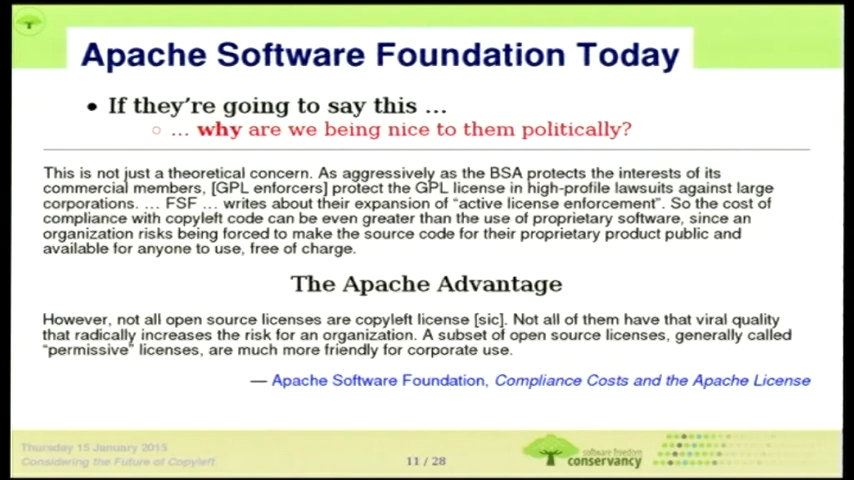 Apache Software Foundation Today
• If they're going to say this …
○ … why are we being nice to them politically?
This is not just a theoretical concern. As aggressively as the BSA protects the interests of its
commercial members, [GPL enforcers] protect the GPL license in high-profile lawsuits against large
corporations. … FSF … writes about their expansion of “active license enforcement”. So the cost of
compliance with copyleft code can be even greater than the use of proprietary software, since an
organization risks being forced to make the source code for their proprietary product public and
available for anyone to use, free of charge.
The Apache Advantage
However, not all open source licenses are copyleft license [sic]. Not all of them have that viral quality
that radically increases the risk for an organization. A subset of open source licenses, generally called
“permissive” licenses, are much more friendly for corporate use.
— Apache Software Foundation, Compliance Costs and the Apache License
Thursday 15 January 2015
Considering the Future of Copyleft
11 / 28
software freedom
conservancy